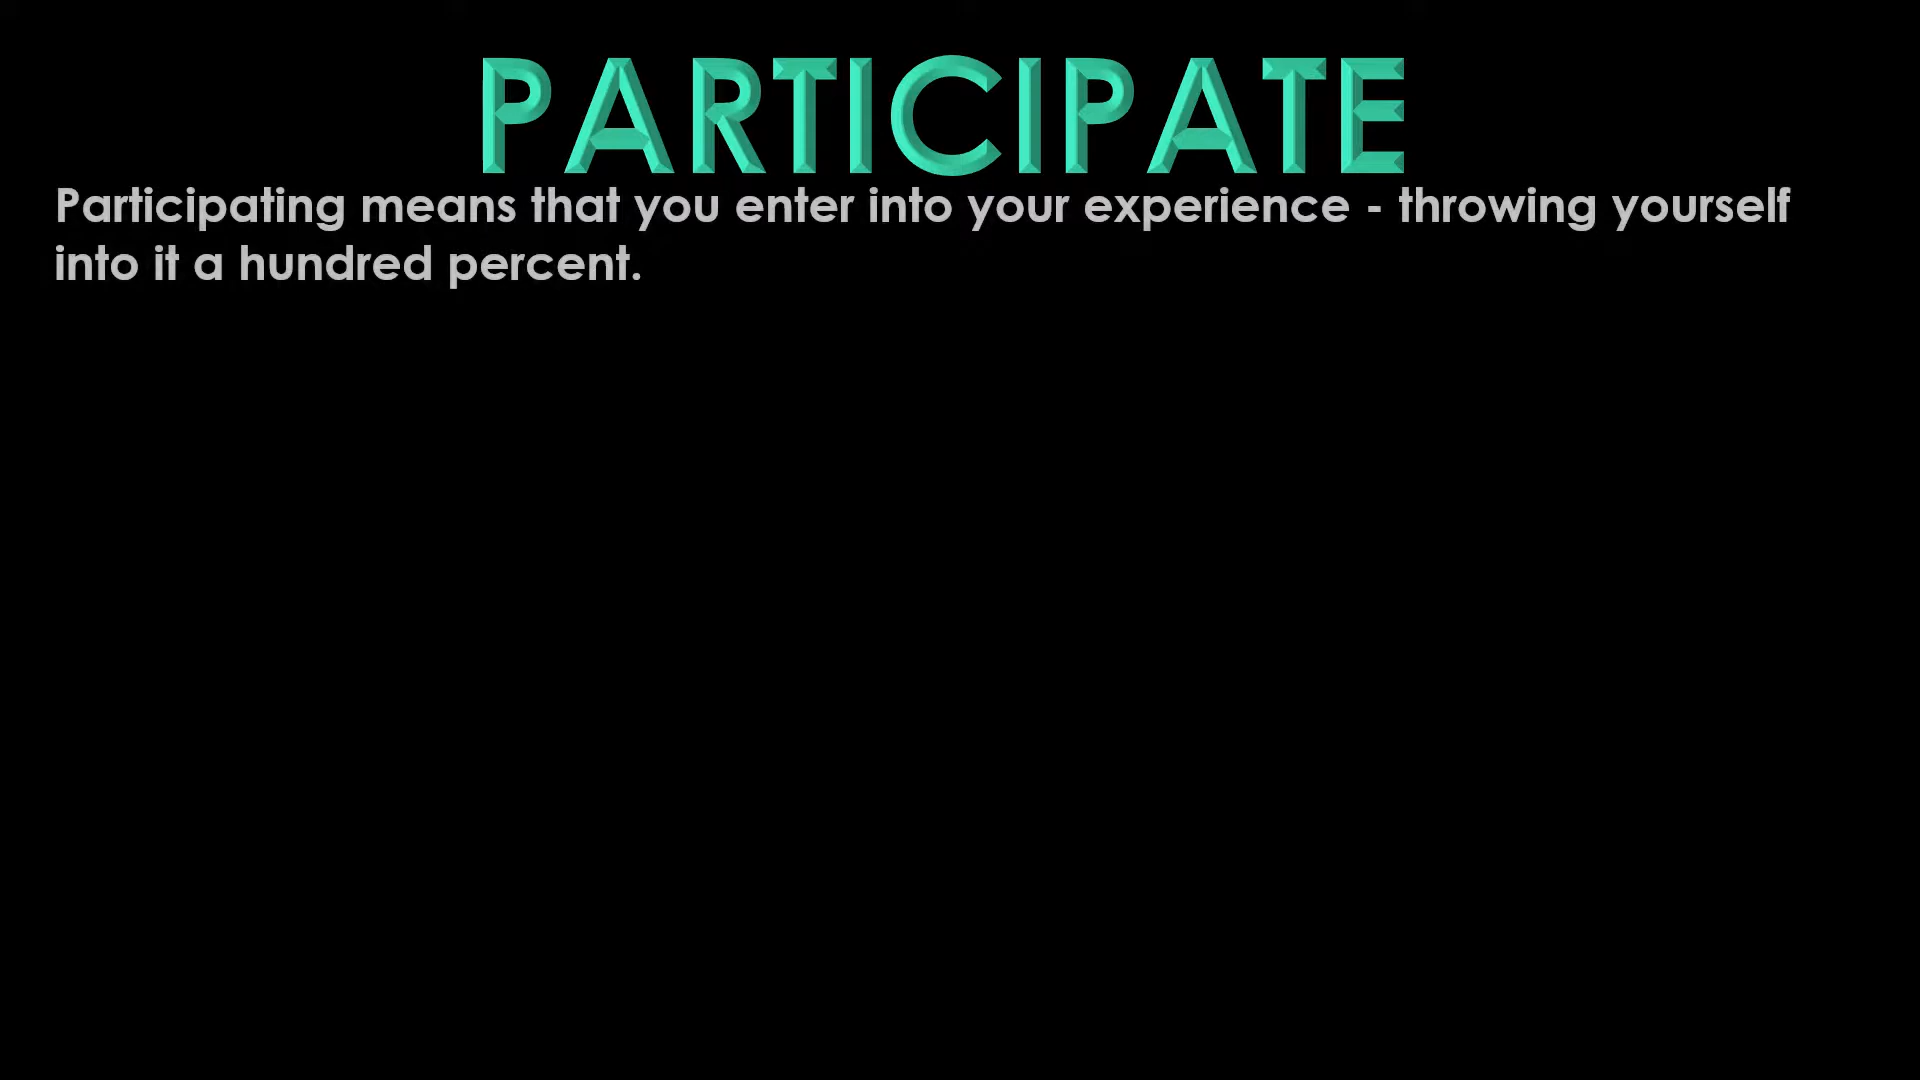 PARTICIPATE
Participating means that you enter into your experience - throwing yourself
into it a hundred percent.